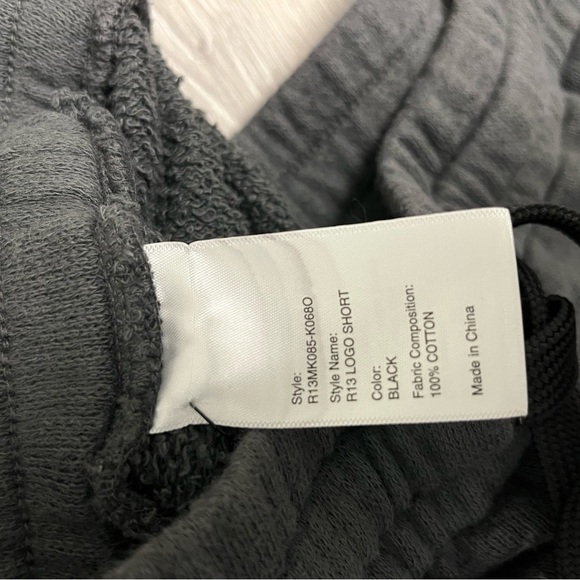 Style:
R13MK085-K068O
Style Name:
R13 LOGO SHORT
Color:
BLACK
Fabric Composition:
100% COTTON
Made in China